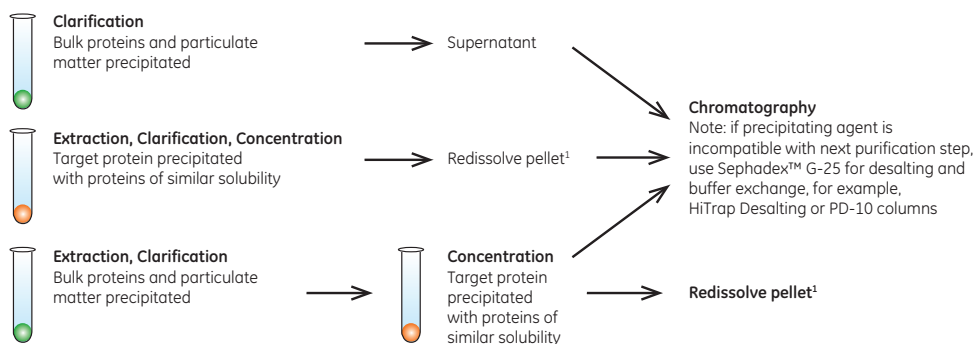 Clarification
Bulk proteins and particulate
matter precipitated
Supernatant
Extraction, Clarification, Concentration
Target protein precipitated
with proteins of similar solubility
Redissolve pellet¹
Chromatography
Note: if precipitating agent is
incompatible with next purification step,
use Sephadex™ G-25 for desalting and
buffer exchange, for example,
HiTrap Desalting or PD-10 columns
Extraction, Clarification
Bulk proteins and particulate
matter precipitated
Concentration
Target protein
precipitated
with proteins of
similar solubility
Redissolve pellet¹